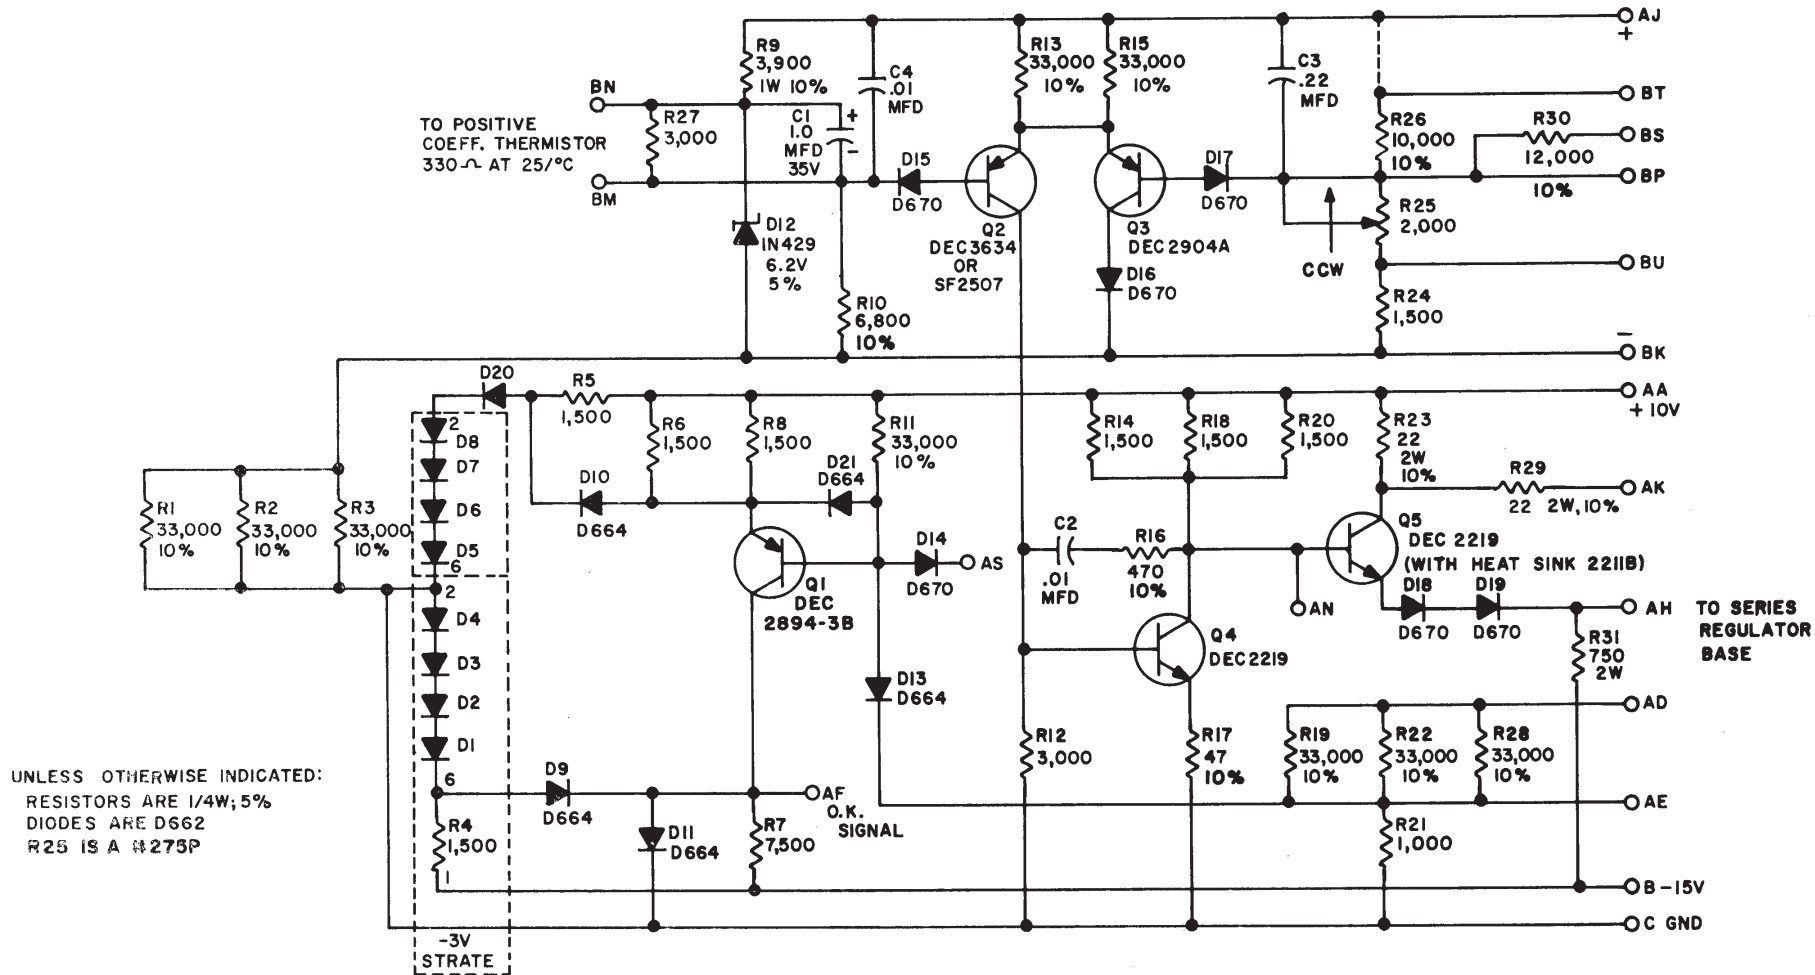 AJ
+
R9
3,900
1W 10%
C4
.01
MFD
R13
33,000
10%
R15
33,000
10%
C3
.22
MFD
BN
BT
R27
3,000
C1
1.0
MFD
35V
+
−
TO POSITIVE
COEFF. THERMISTOR
330Ω AT 25/°C
R26
10,000
10%
R30
12,000
10%
BS
BP
BM
D15
D670
D17
D670
D12
IN429
6.2V
5%
Q2
DEC3634
OR
SF2507
Q3
DEC2904A
R25
2,000
CCW
BU
D16
D670
R10
6,800
10%
R24
1,500
−
BK
D20
R5
1,500
AA
+10V
2
D8
D7
D6
D5
6
R6
1,500
R8
1,500
R11
33,000
10%
R14
1,500
R18
1,500
R20
1,500
R23
22
2W
10%
D10
D664
D21
D664
R29
22 2W,10%
AK
R1
33,000
10%
R2
33,000
10%
R3
33,000
10%
D14
D670
AS
C2
.01
MFD
R16
470
10%
Q5
DEC 2219
(WITH HEAT SINK 2211B)
Q1
DEC
2894-3B
AN
D18
D670
D19
D670
AH
TO SERIES
REGULATOR
BASE
2
D4
D3
D2
D1
6
Q4
DEC2219
R31
750
2W
D13
D664
AD
R12
3,000
R17
47
10%
R19
33,000
10%
R22
33,000
10%
R28
33,000
10%
UNLESS OTHERWISE INDICATED:
RESISTORS ARE 1/4W; 5%
DIODES ARE D662
R25 IS A #275P
D9
D664
AF
O.K.
SIGNAL
AE
R4
1,500
1
D11
D664
R7
7,500
R21
1,000
B -15V
C GND
-3V
STRATE